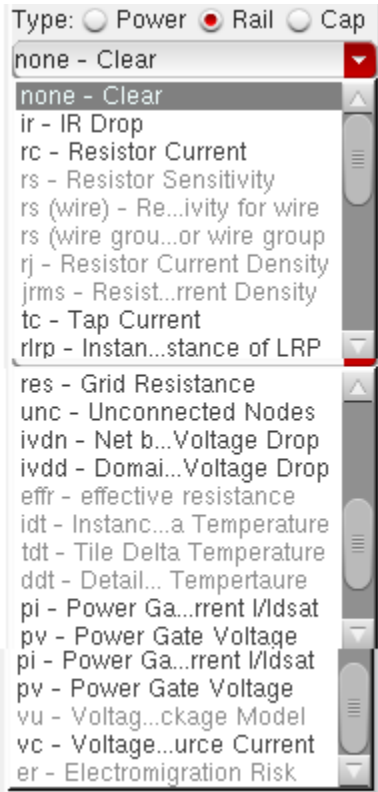 Type: Power Rail Cap
none - Clear
none - Clear
ir - IR Drop
rc - Resistor Current
rs - Resistor Sensitivity
rs (wire) - Re...ivity for wire
rs (wire grou...or wire group
rj - Resistor Current Density
jrms - Resist...rrent Density
tc - Tap Current
rlrp - Instan...stance of LRP
res - Grid Resistance
unc - Unconnected Nodes
ivdn - Net b...Voltage Drop
ivdd - Domai...Voltage Drop
effr - effective resistance
idt - Instanc...a Temperature
tdt - Tile Delta Temperature
ddt - Detail... Tempertaure
pi - Power Ga...rrent I/Idsat
pv - Power Gate Voltage
pi - Power Ga...rrent I/Idsat
pv - Power Gate Voltage
vu - Voltag...ckage Model
vc - Voltage...urce Current
er - Electromigration Risk